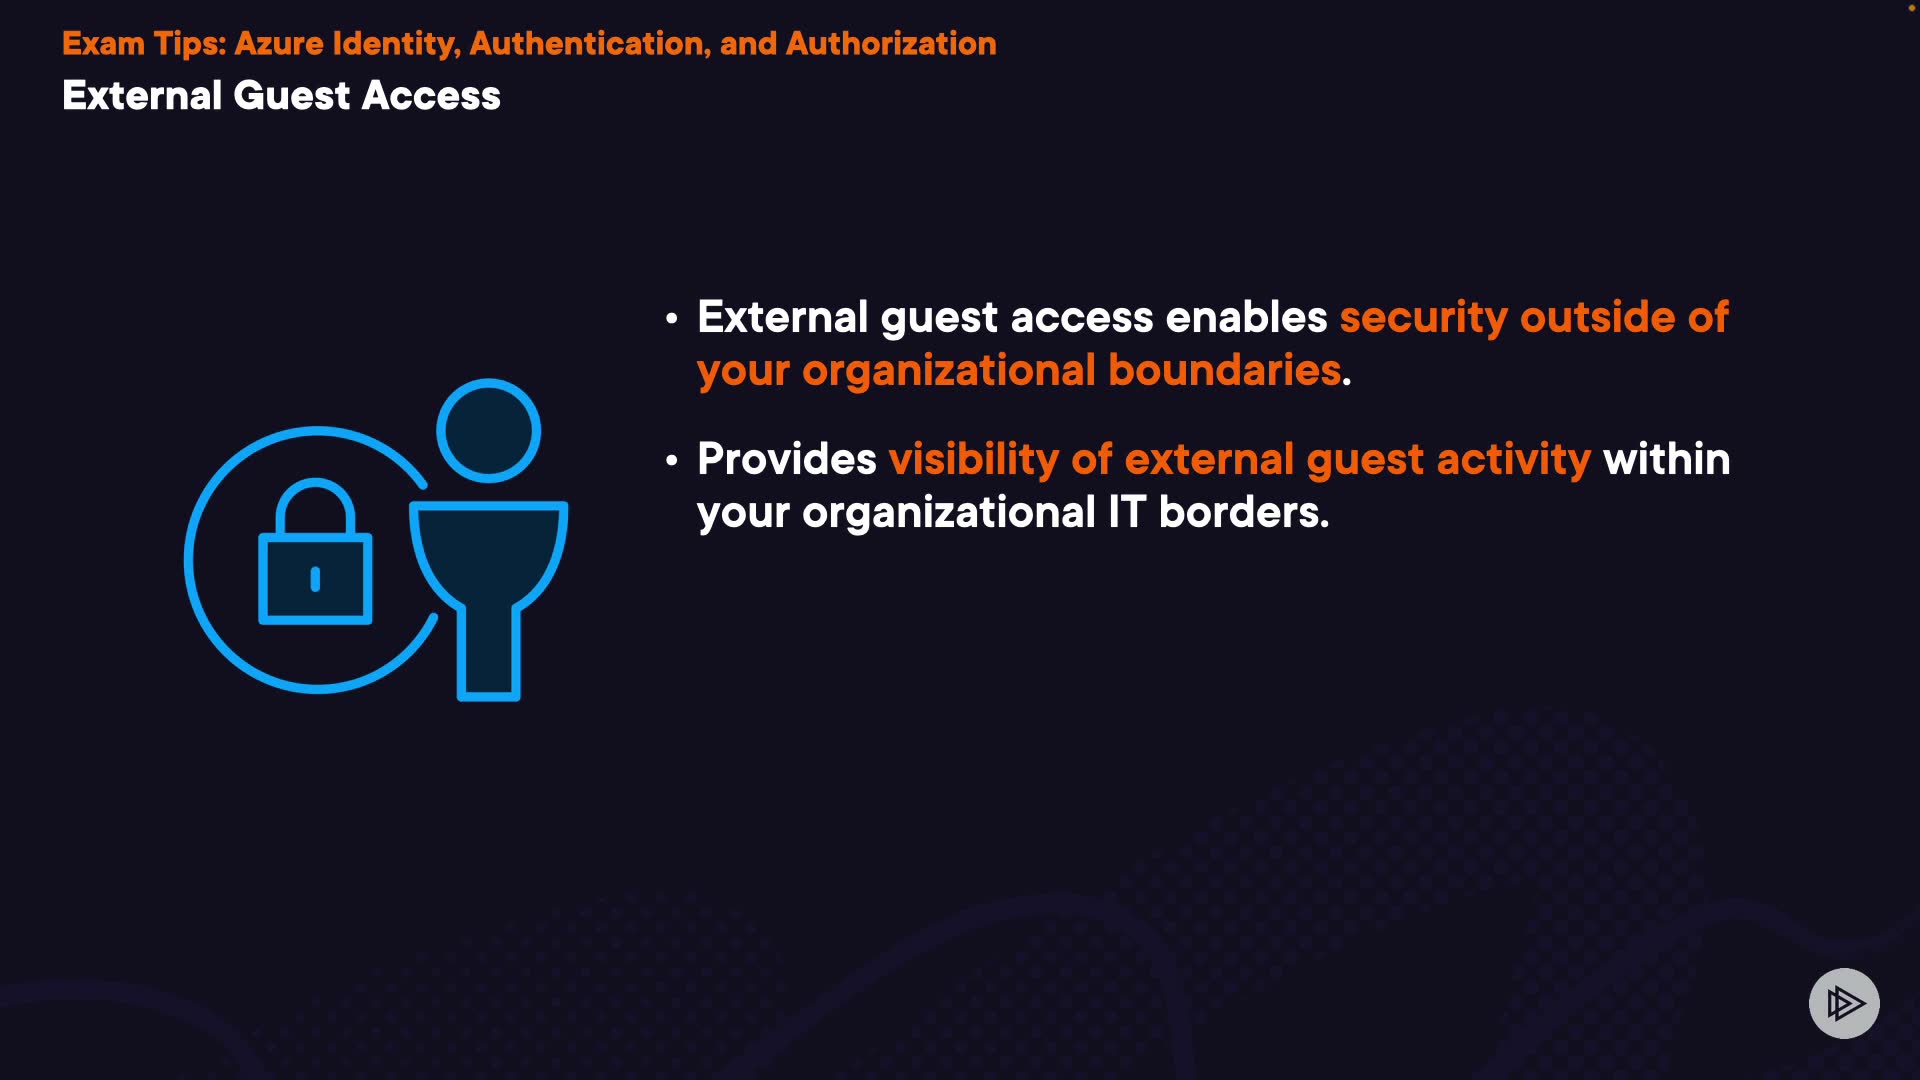 Exam Tips: Azure Identity, Authentication, and Authorization
External Guest Access
• External guest access enables security outside of
your organizational boundaries.
• Provides visibility of external guest activity within
your organizational IT borders.